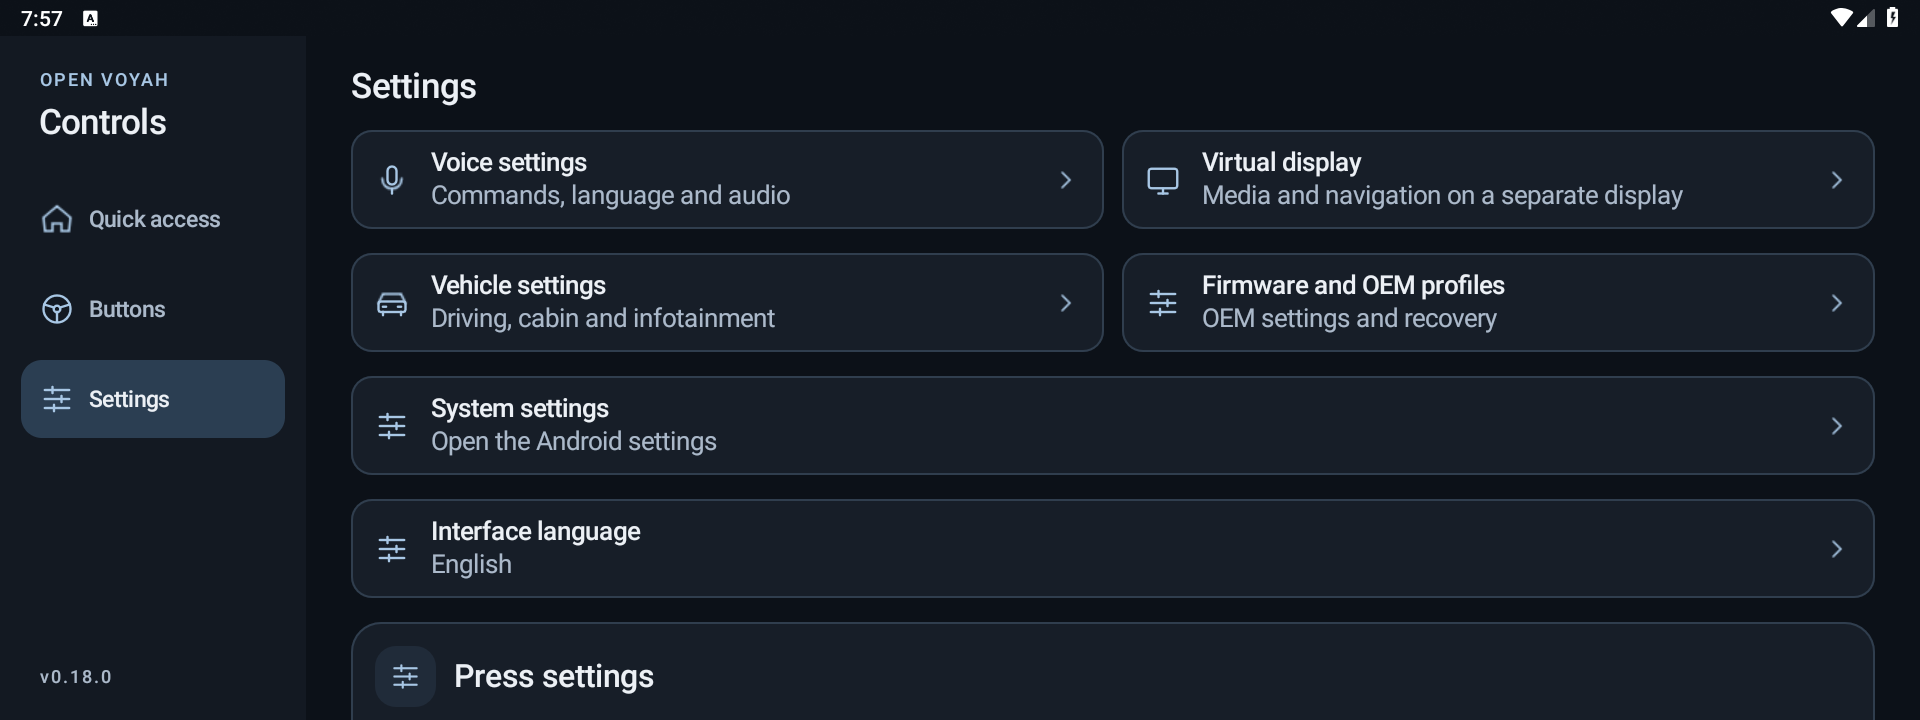 7:57
OPEN VOYAH
Controls
Quick access
Buttons
Settings
v0.18.0
Settings
Voice settings
Commands, language and audio
Virtual display
Media and navigation on a separate display
Vehicle settings
Driving, cabin and infotainment
Firmware and OEM profiles
OEM settings and recovery
System settings
Open the Android settings
Interface language
English
Press settings